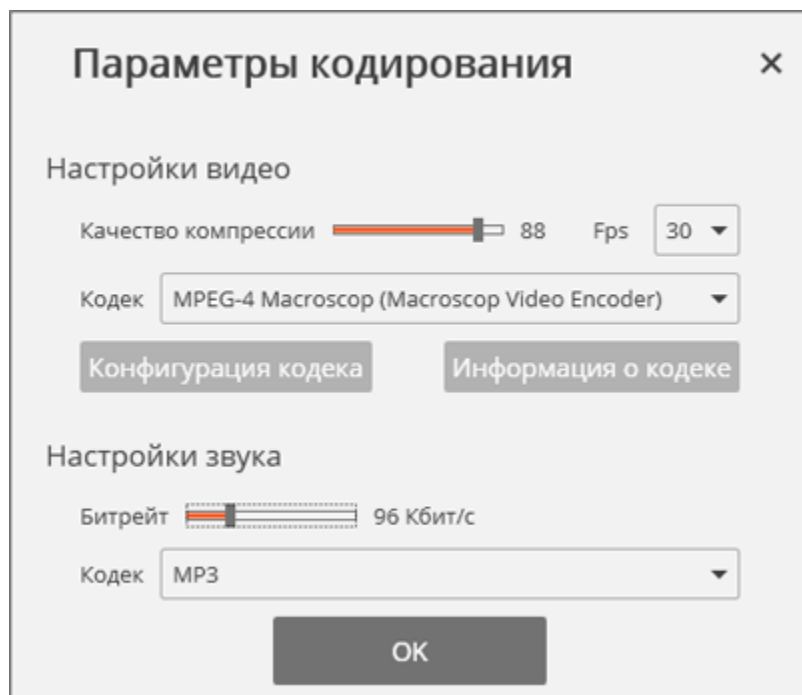 Параметры кодирования
Настройки видео
Качество компрессии 88 Fps 30
Кодек MPEG-4 Macroscop (Macroscop Video Encoder)
Конфигурация кодека Информация о кодеке
Настройки звука
Битрейт 96 Кбит/с
Кодек MP3
OK